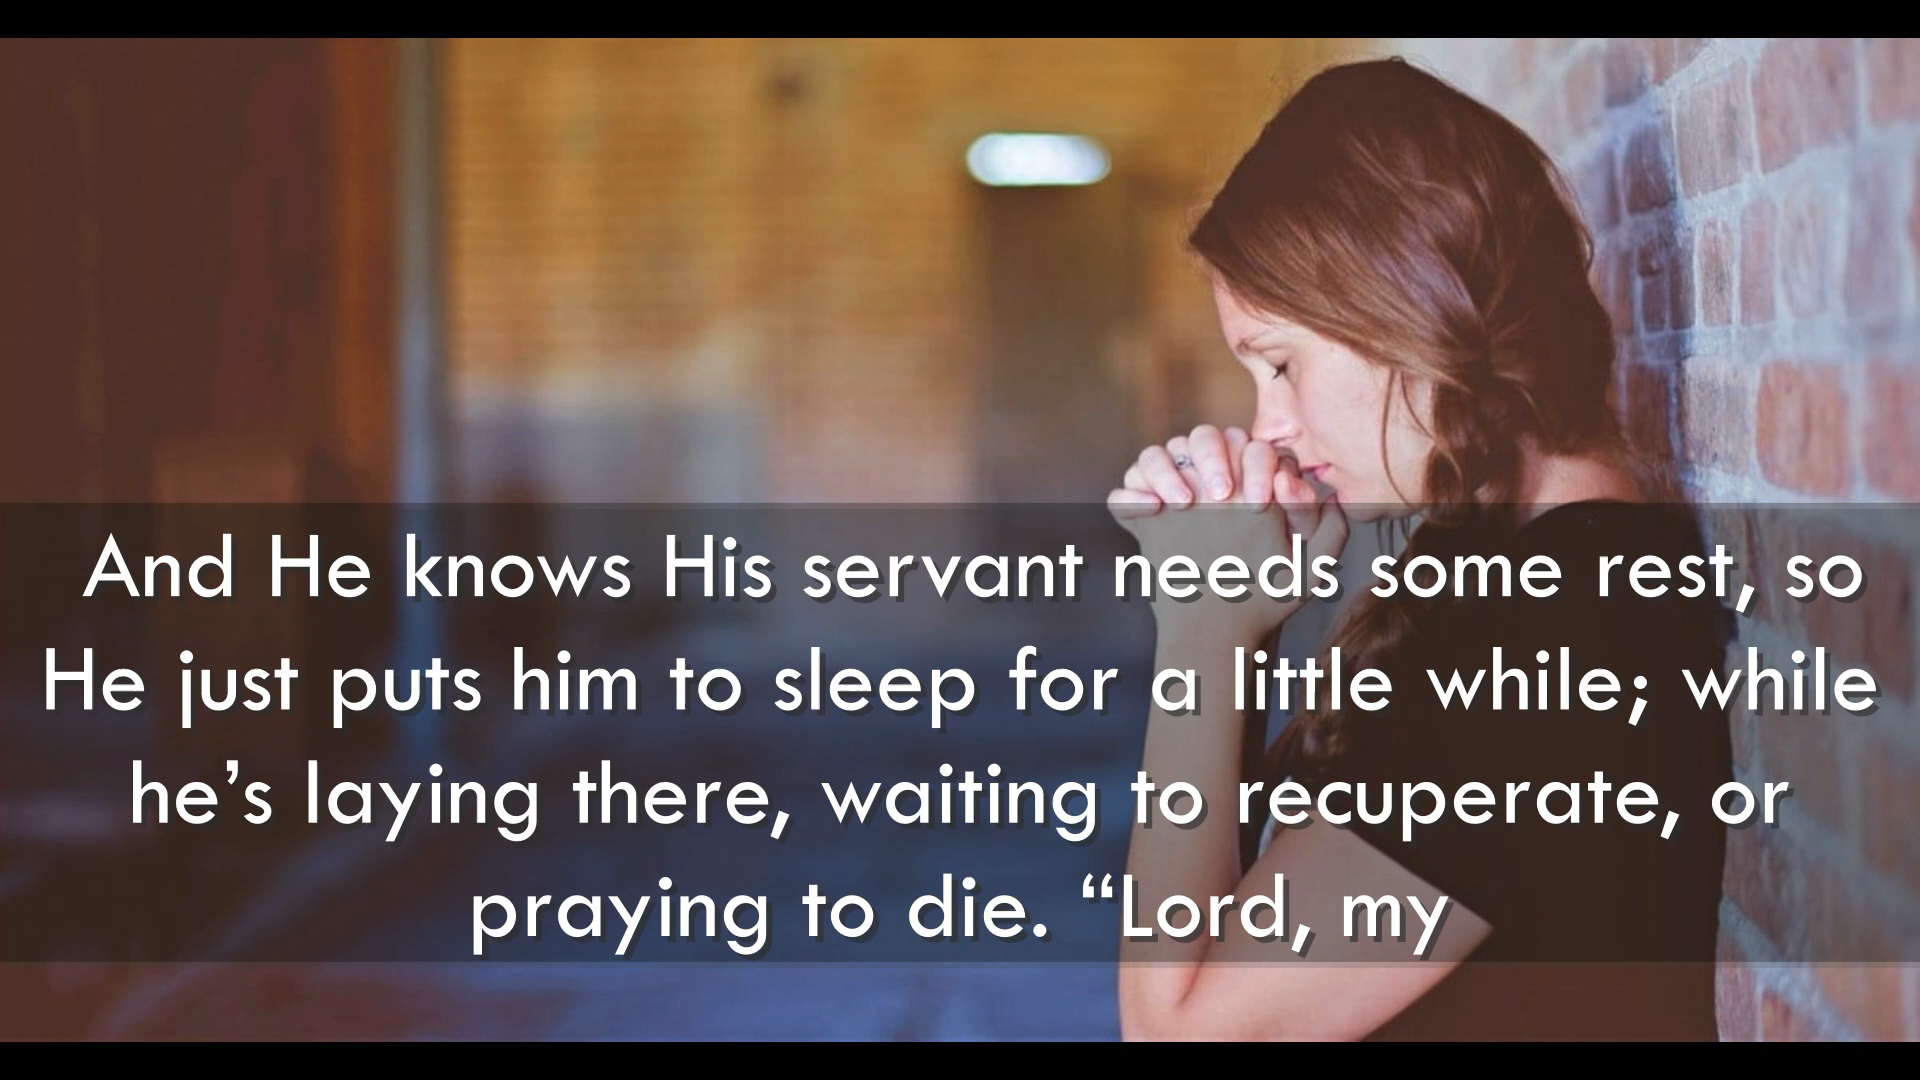 And He knows His servant needs some rest, so
He just puts him to sleep for a little while; while
he’s laying there, waiting to recuperate, or
praying to die. “Lord, my